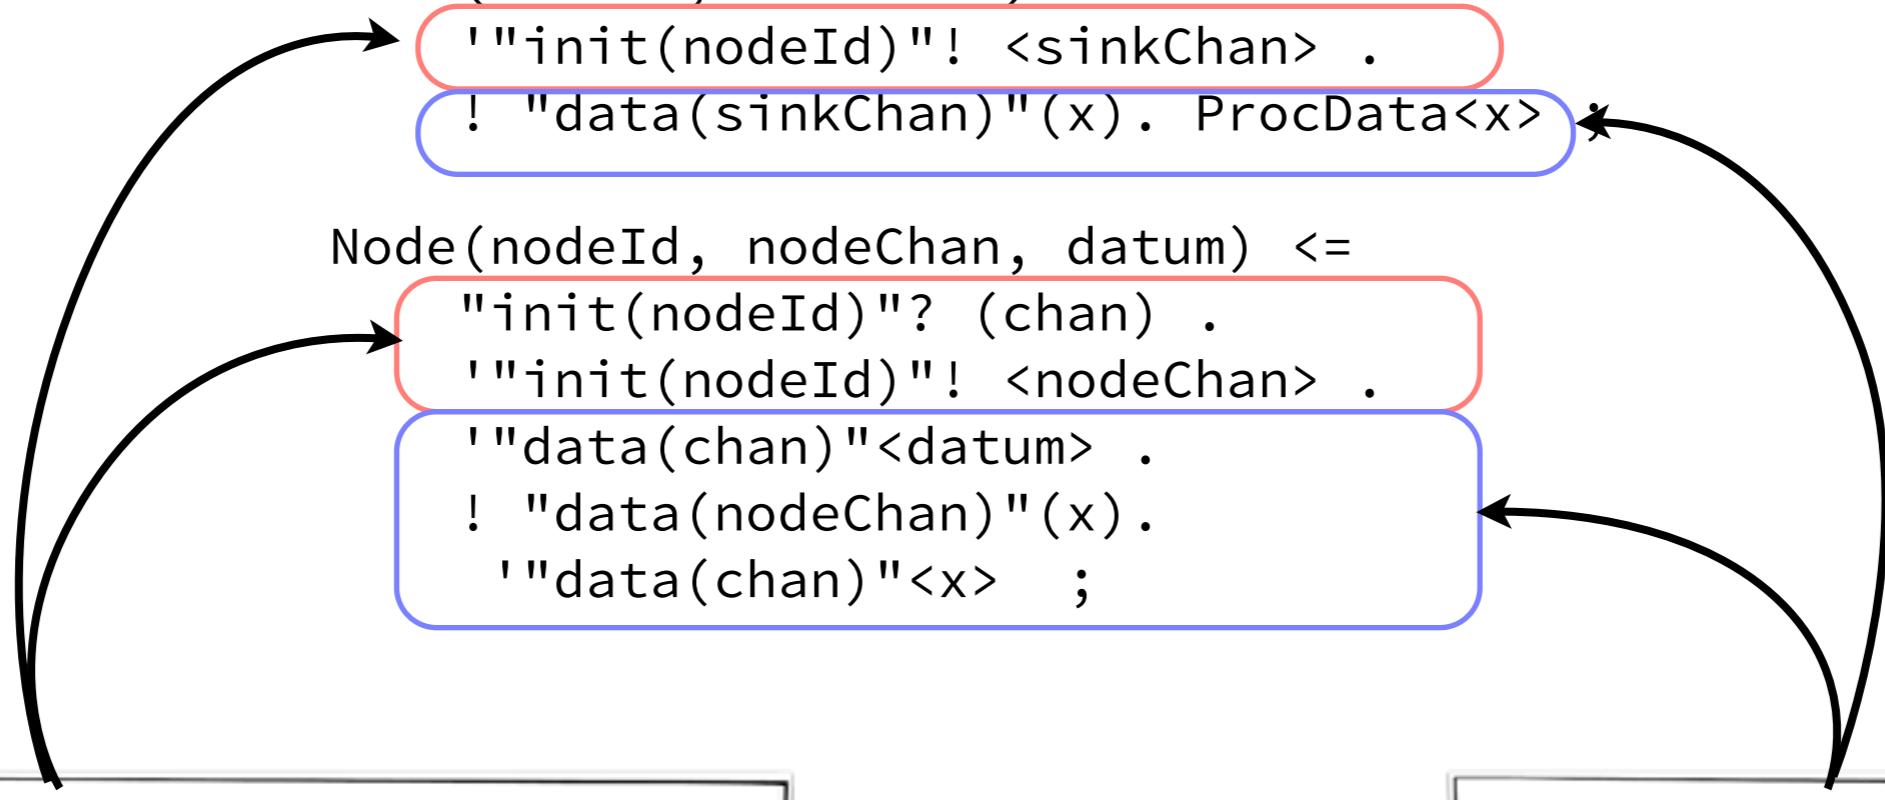 '"init(nodeId)"! <sinkChan> .
! "data(sinkChan)"(x). ProcData<x> ;
Node(nodeId, nodeChan, datum) <=
"init(nodeId)"? (chan) .
'"init(nodeId)"! <nodeChan> .
'"data(chan)"<datum> .
! "data(nodeChan)"(x).
'"data(chan)"<x>  ;